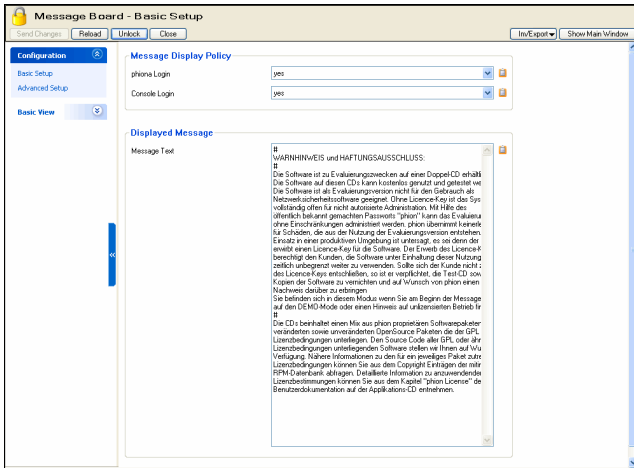 Message Board - Basic Setup
Send Changes Reload Unlock Close Im/Export Show Main Window
Configuration
Basic Setup
Advanced Setup
Basic View
Message Display Policy
phiona Login yes
Console Login yes
Displayed Message
Message Text
#
WARNHINWEIS und HAFTUNGSAUSSCHLUSS:
#
Die Software ist zu Evaluierungszwecken auf einer Doppel-CD erhältli
Die Software auf diesen CDs kann kostenlos genutzt und getestet we
Die Software ist als Evaluierungsversion nicht für den Gebrauch als
Netzwerksicherheitssoftware geeignet. Ohne Licence-Key ist das Sys
vollständig offen für nicht autorisierte Administration. Mit Hilfe des
öffentlich bekannt gemachten Passworts "phion" kann das Evaluierun
ohne Einschränkungen administriert werden. phion übernimmt keinerle
für Schäden, die aus der Nutzung der Evaluierungsversion entstehen.
Einsatz in einer produktiven Umgebung ist untersagt, es sei denn der
erwirbt einen Licence-Key für die Software. Der Erwerb des Licence-K
berechtigt den Kunden, die Software unter Einhaltung dieser Nutzung
zeitlich unbegrenzt weiter zu verwenden. Sollte sich der Kunde nicht z
des Licence-Keys entschließen, so ist er verpflichtet, die Test-CD sow
Kopien der Software zu vernichten und auf Wunsch von phion einen
Nachweis darüber zu erbringen
Sie befinden sich in diesem Modus wenn Sie am Beginn der Message
auf den DEMO-Mode oder einen Hinweis auf unlizensierten Betrieb fin
#
Die CDs beinhaltet einen Mix aus phion proprietären Softwarepaketen
veränderten sowie unveränderten OpenSource Paketen die der GPL
Lizenzbedingungen unterliegen. Den Source Code aller GPL oder ähn
Lizenzbedingungen unterliegenden Software stellen wir Ihnen auf Wu
Verfügung. Nähere Informationen zu den für ein jeweiliges Paket zutre
Lizenzbedingungen können Sie aus dem Copyright Einträgen der mitin
RPM-Datenbank abfragen. Detaillierte Information zu anzuwendender
Lizenzbestimmungen können Sie aus dem Kapitel "phion License" de
Benutzerdokumentation auf der Applikations-CD entnehmen.